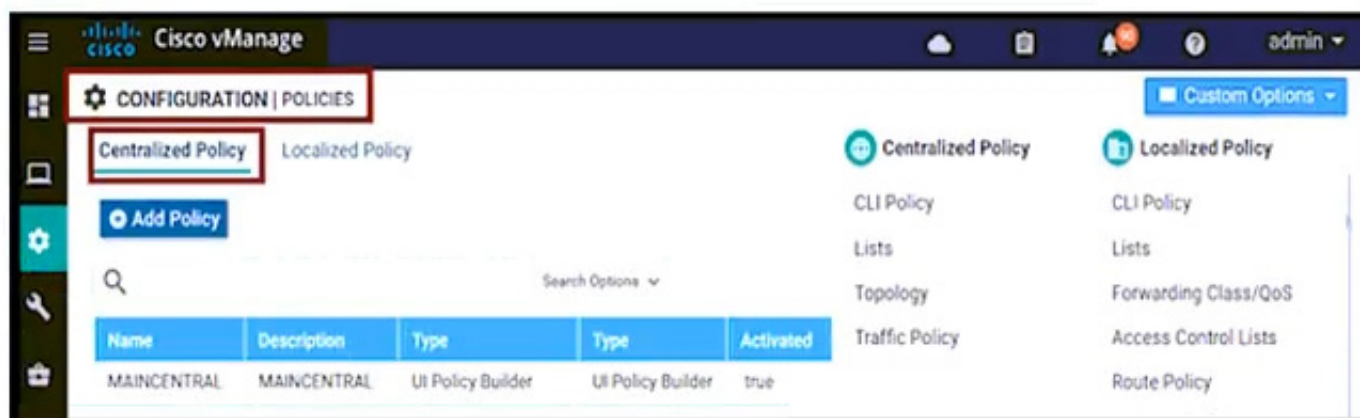 cisco Cisco vManage
90
admin
CONFIGURATION | POLICIES
Custom Options
Centralized Policy Localized Policy
Add Policy
Search Options
Name Description Type Type Activated
MAINCENTRAL MAINCENTRAL UI Policy Builder UI Policy Builder true
Centralized Policy
CLI Policy
Lists
Topology
Traffic Policy
Localized Policy
CLI Policy
Lists
Forwarding Class/QoS
Access Control Lists
Route Policy